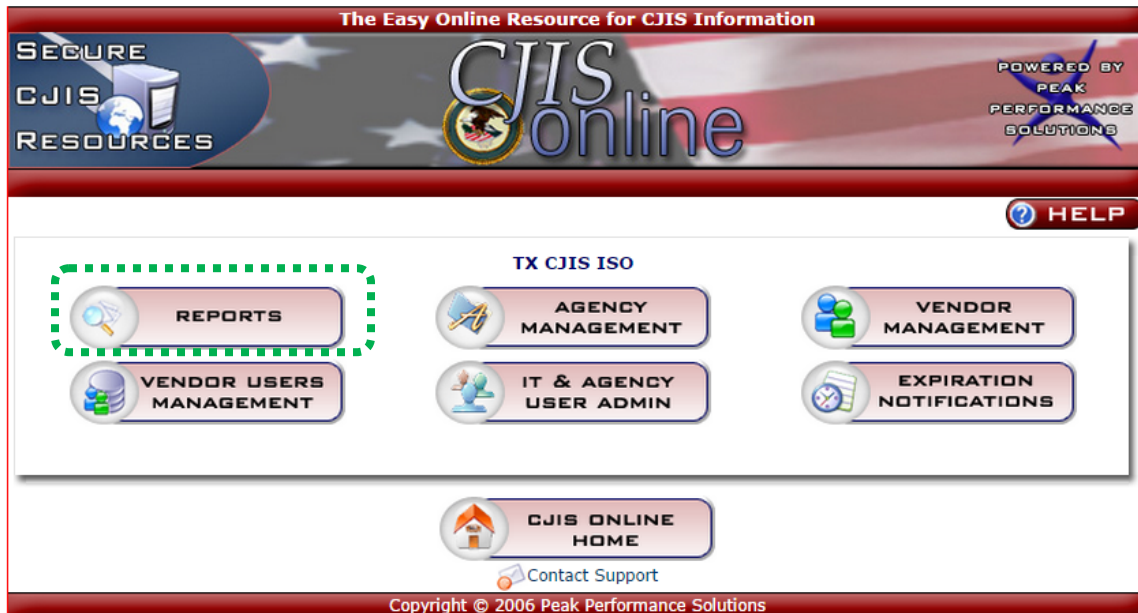 The Easy Online Resource for CJIS Information
SECURE
CJIS
RESOURCES
CJIS
online
POWERED BY
PEAK
PERFORMANCE
SOLUTIONS
? HELP
TX CJIS ISO
REPORTS
AGENCY
MANAGEMENT
VENDOR
MANAGEMENT
VENDOR USERS
MANAGEMENT
IT & AGENCY
USER ADMIN
EXPIRATION
NOTIFICATIONS
CJIS ONLINE
HOME
Contact Support
Copyright © 2006 Peak Performance Solutions